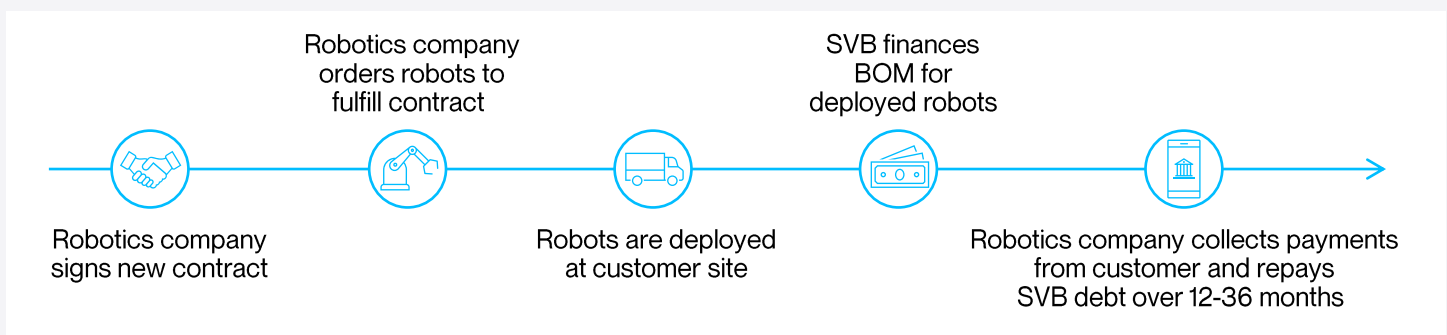 Robotics company
signs new contract
Robotics company
orders robots to
fulfill contract
Robots are deployed
at customer site
SVB finances
BOM for
deployed robots
Robotics company collects payments
from customer and repays
SVB debt over 12-36 months